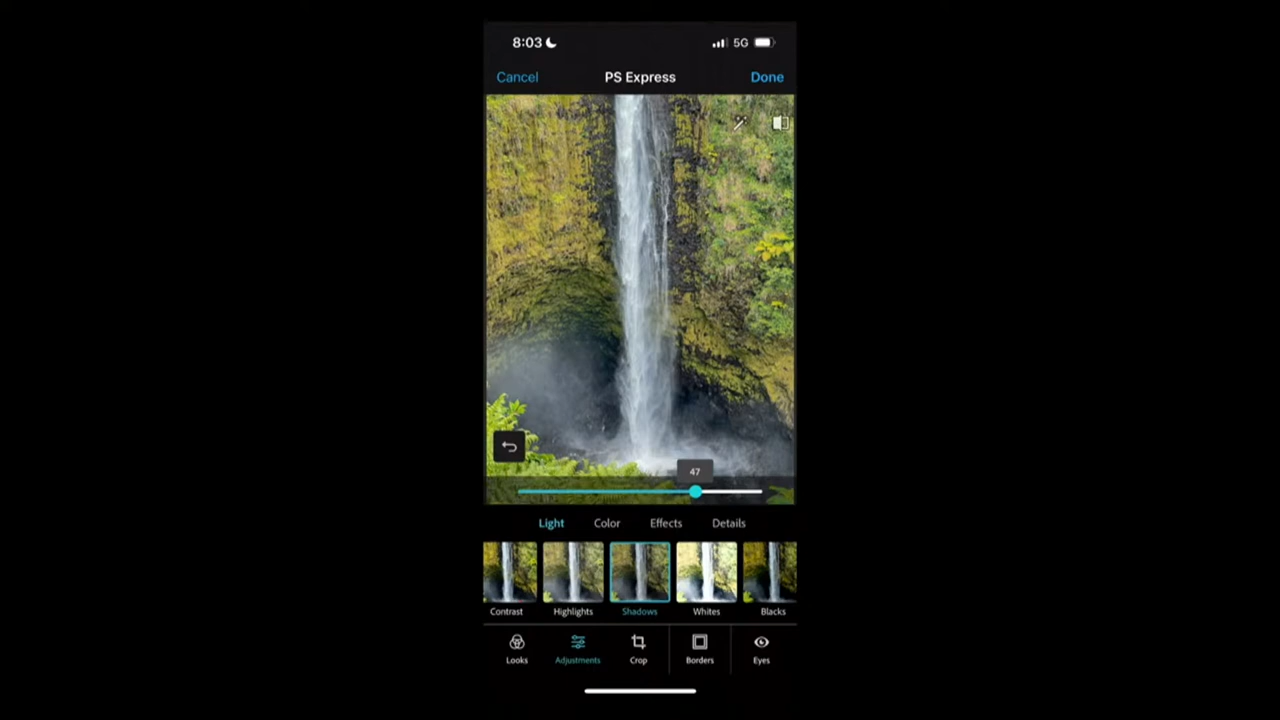 8:03 5G
Cancel PS Express Done
47
Light Color Effects Details
Contrast Highlights Shadows Whites Blacks
Looks Adjustments Crop Borders Eyes